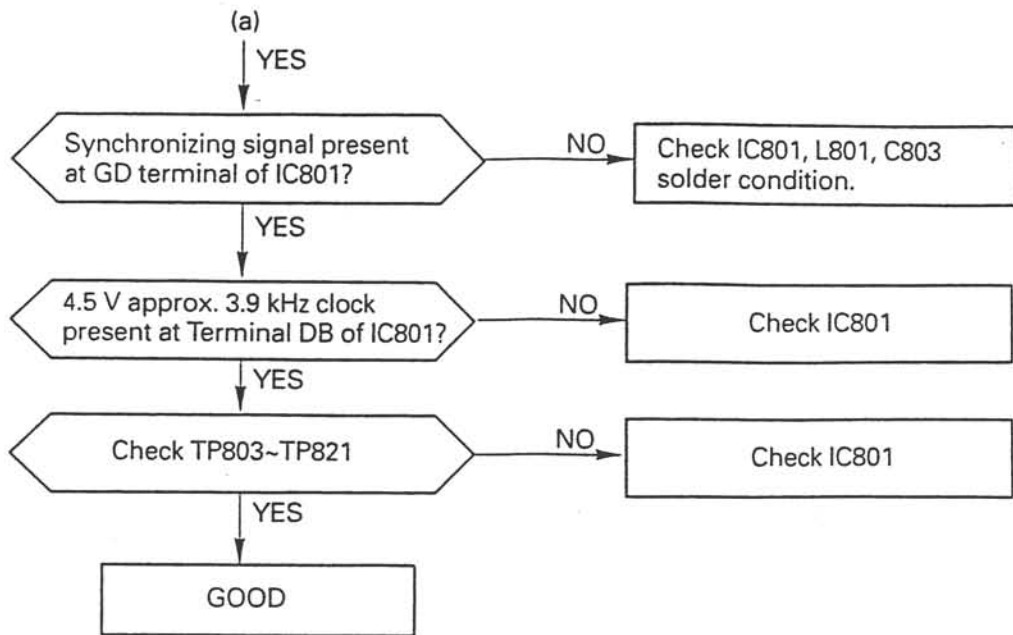 (a)
YES
Synchronizing signal present
at GD terminal of IC801?
NO
Check IC801, L801, C803
solder condition.
YES
4.5 V approx. 3.9 kHz clock
present at Terminal DB of IC801?
NO
Check IC801
YES
Check TP803~TP821
NO
Check IC801
YES
GOOD